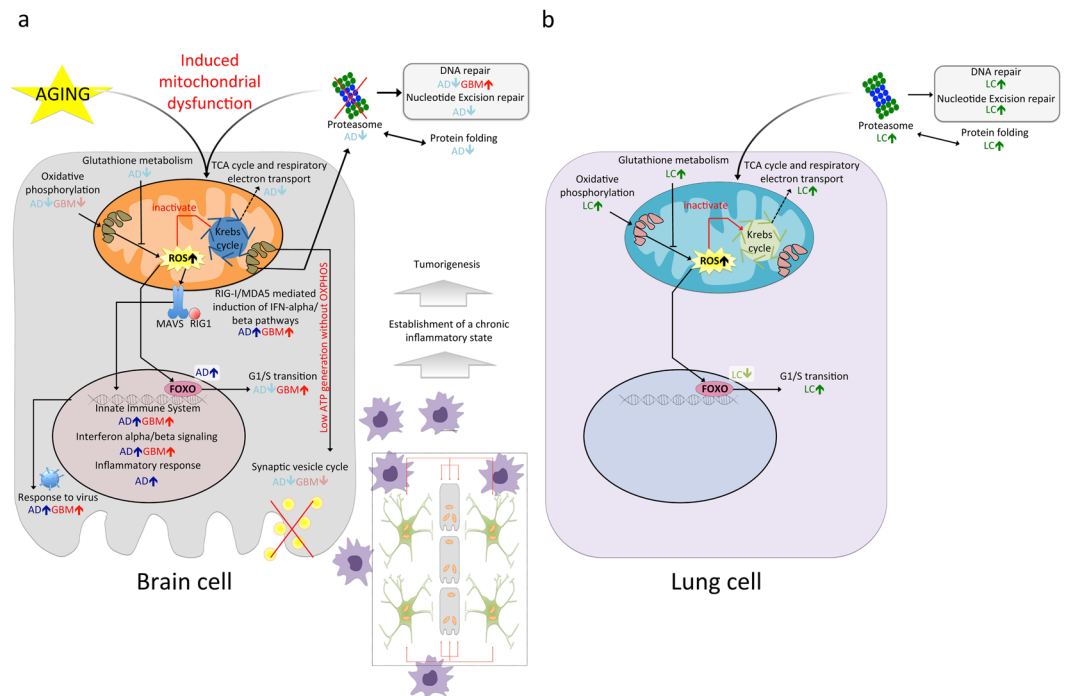 a
AGING
Induced
mitochondrial
dysfunction
Proteasome
AD↓
DNA repair
AD↓GBM↑
Nucleotide Excision repair
AD↓
Protein folding
AD↓
Glutathione metabolism
AD↓
Oxidative
phosphorylation
AD↓GBM↓
TCA cycle and respiratory
electron transport
AD↓
inactivate
Krebs
cycle
ROS↑
MAVS
RIG1
RIG-I/MDA5 mediated
induction of IFN-alpha/
beta pathways
AD↑GBM↑
Low ATP generation without OXPHOS
AD↑
FOXO
G1/S transition
AD↓GBM↑
Innate Immune System
AD↑GBM↑
Interferon alpha/beta signaling
AD↑GBM↑
Inflammatory response
AD↑
Response to virus
AD↑GBM↑
Synaptic vesicle cycle
AD↓GBM↓
Brain cell
Tumorigenesis
Establishment of a chronic
inflammatory state
b
Proteasome
LC↑
DNA repair
LC↑
Nucleotide Excision repair
LC↑
Protein folding
LC↑
Glutathione metabolism
LC↑
Oxidative
phosphorylation
LC↑
TCA cycle and respiratory
electron transport
LC↑
inactivate
Krebs
cycle
ROS↑
LC↓
FOXO
G1/S transition
LC↑
Lung cell